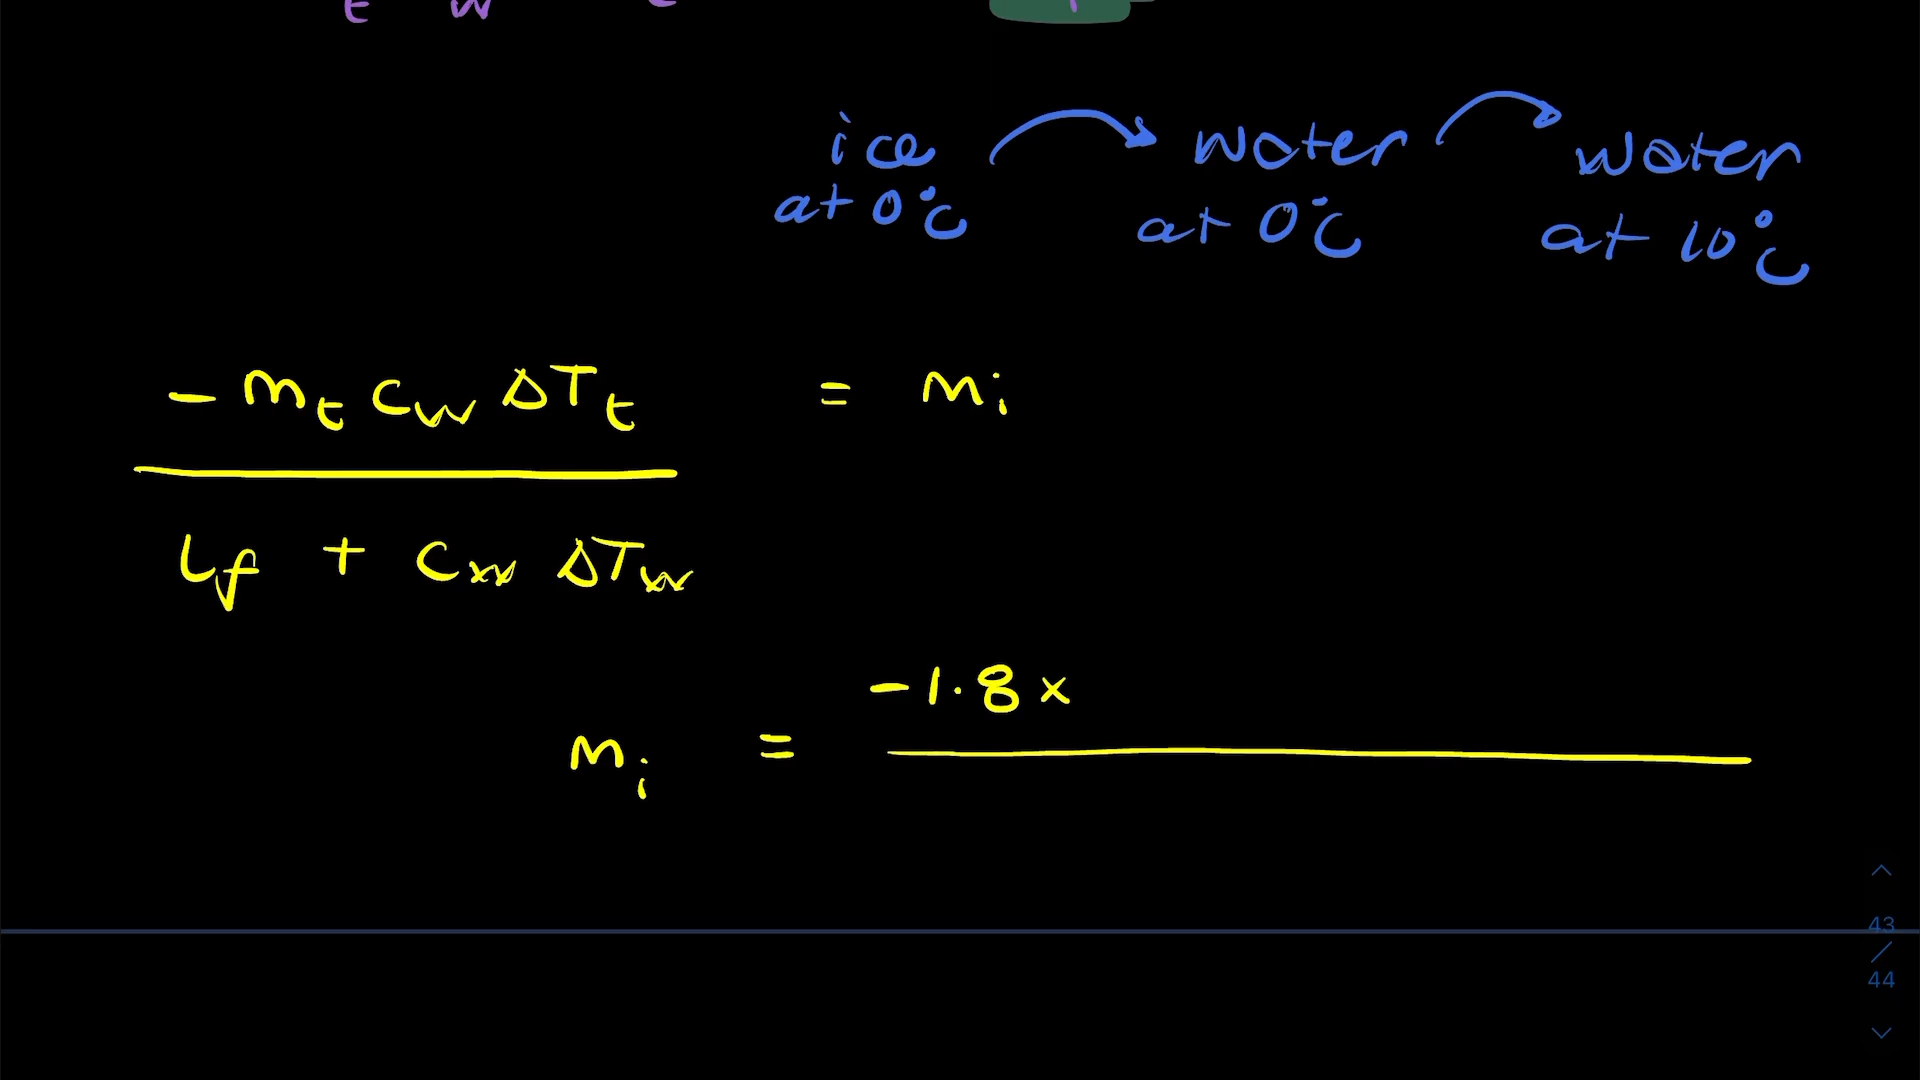 ice water water
at 0°C at 0°C at 10°C
- m_t c_w ΔT_t = m_i
L_f + c_w ΔT_w
-1.8 x
m_i =
43
/
44